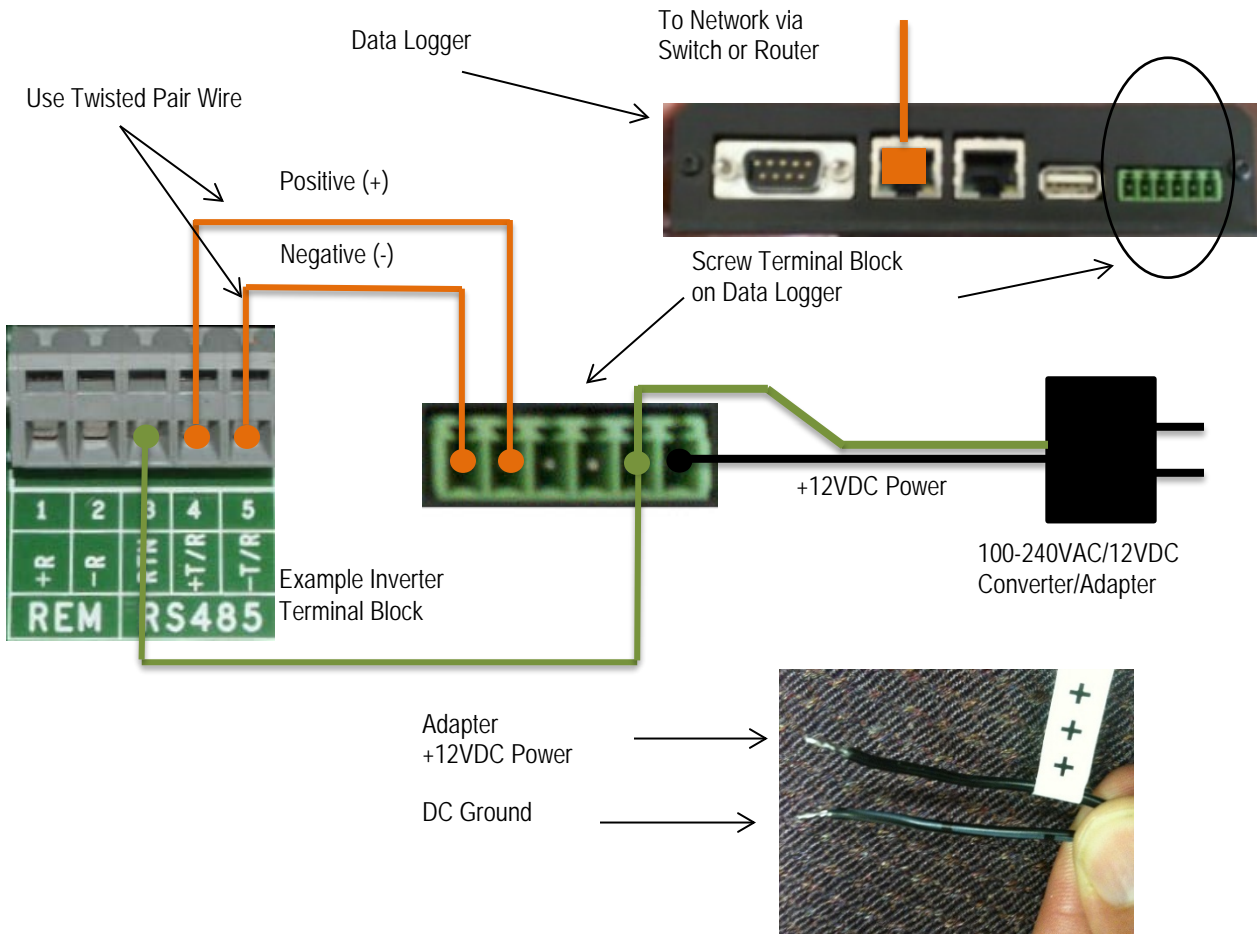 To Network via
Switch or Router
Data Logger
Use Twisted Pair Wire
Positive (+)
Negative (-)
Screw Terminal Block
on Data Logger
+12VDC Power
100-240VAC/12VDC
Converter/Adapter
1 2 3 4 5
+R -R RTN +T/R -T/R
REM RS485
Example Inverter
Terminal Block
Adapter
+12VDC Power
DC Ground
+
+
+